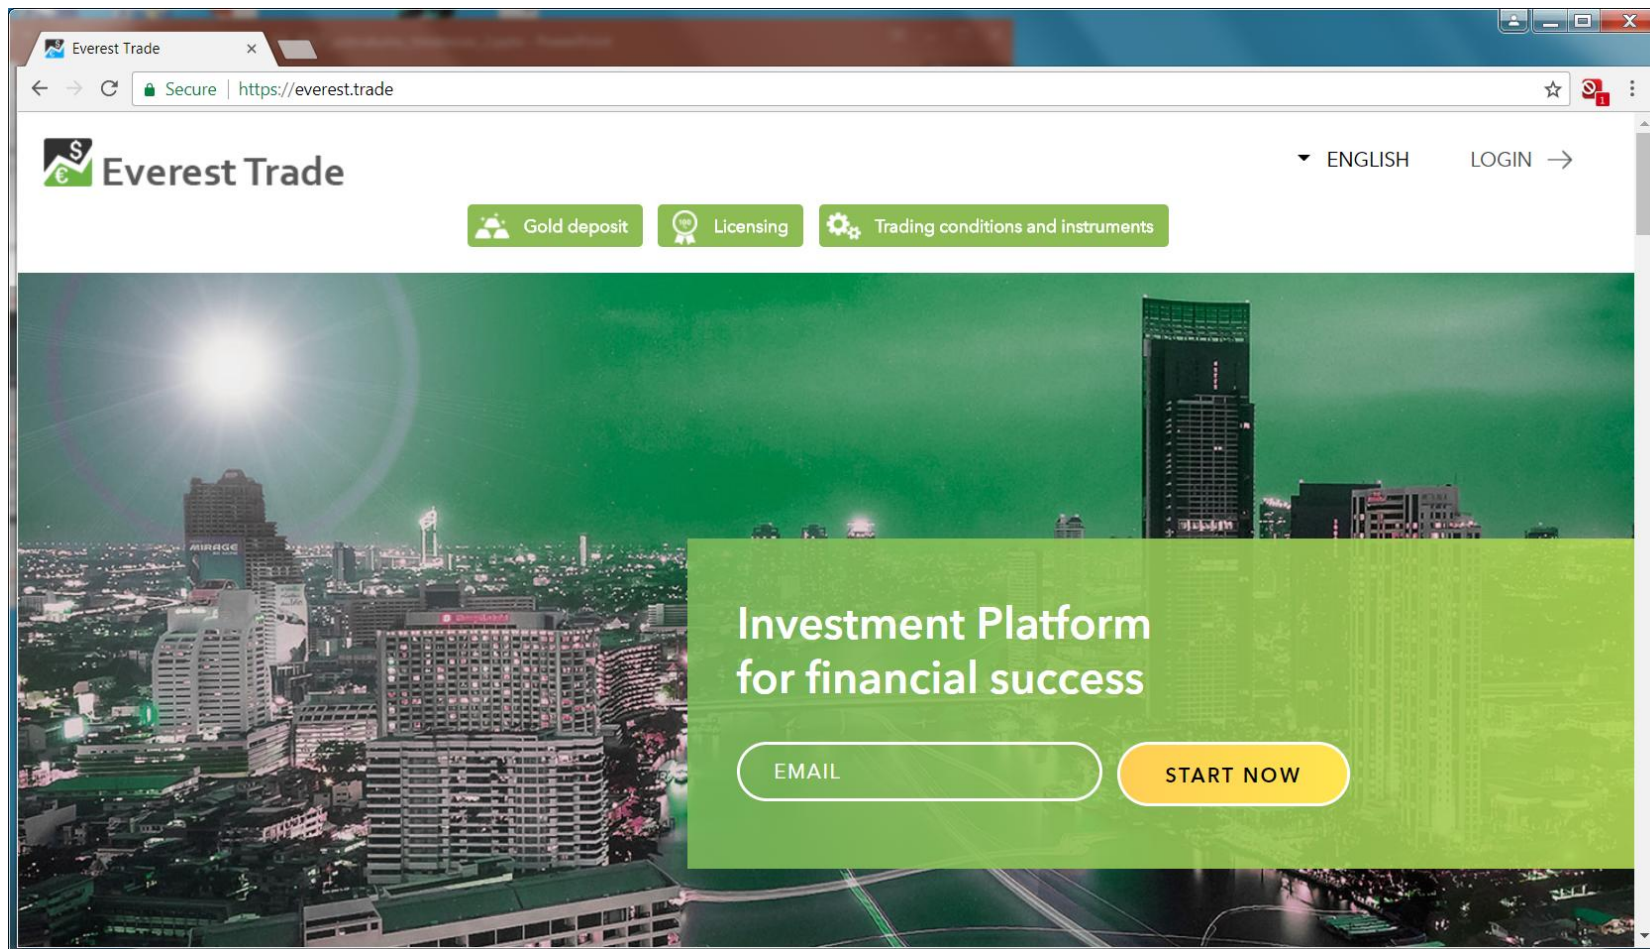 Everest Trade
Secure | https://everest.trade
1
$
€
Everest Trade
ENGLISH
LOGIN
Gold deposit
Licensing
Trading conditions and instruments
MIRAGE
Investment Platform
for financial success
EMAIL
START NOW